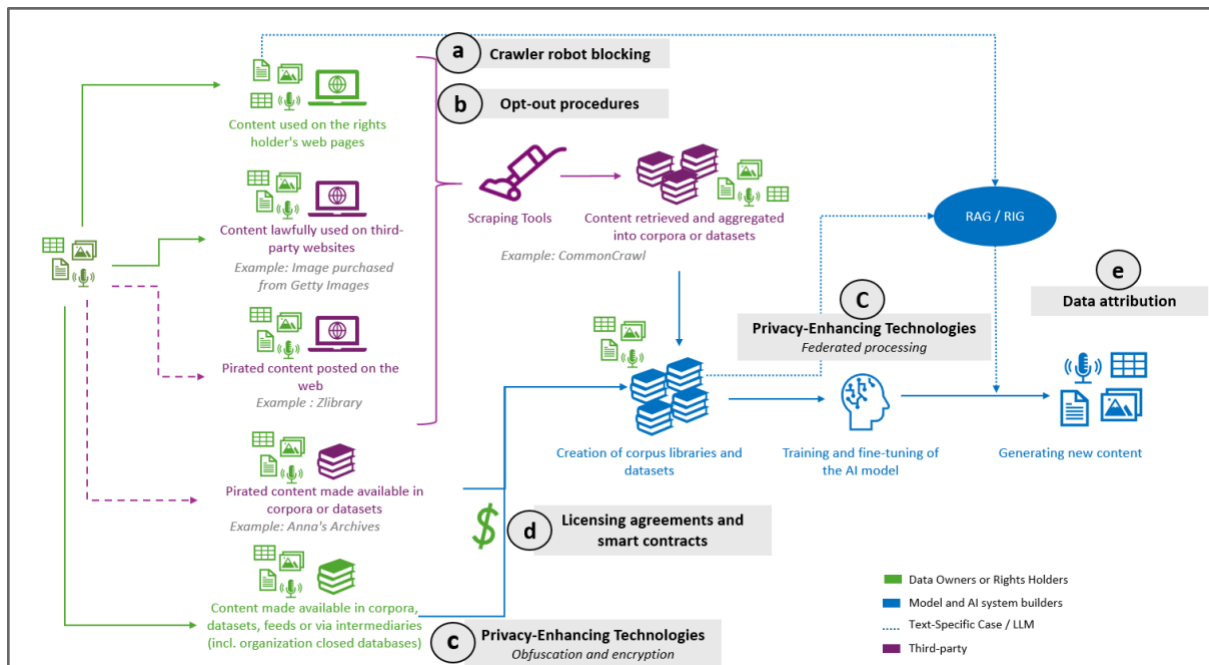 a
Crawler robot blocking
b
Opt-out procedures
Content used on the rights
holder's web pages
Scraping Tools
Content retrieved and aggregated
into corpora or datasets
Example: CommonCrawl
RAG / RIG
Content lawfully used on third-
party websites
Example: Image purchased
from Getty Images
e
Data attribution
C
Privacy-Enhancing Technologies
Federated processing
Pirated content posted on the
web
Example : Zlibrary
Creation of corpus libraries and
datasets
Training and fine-tuning of
the AI model
Generating new content
Pirated content made available in
corpora or datasets
Example: Anna's Archives
$
d
Licensing agreements and
smart contracts
Content made available in corpora,
datasets, feeds or via intermediaries
(incl. organization closed databases)
c
Privacy-Enhancing Technologies
Obfuscation and encryption
Data Owners or Rights Holders
Model and AI system builders
Text-Specific Case / LLM
Third-party